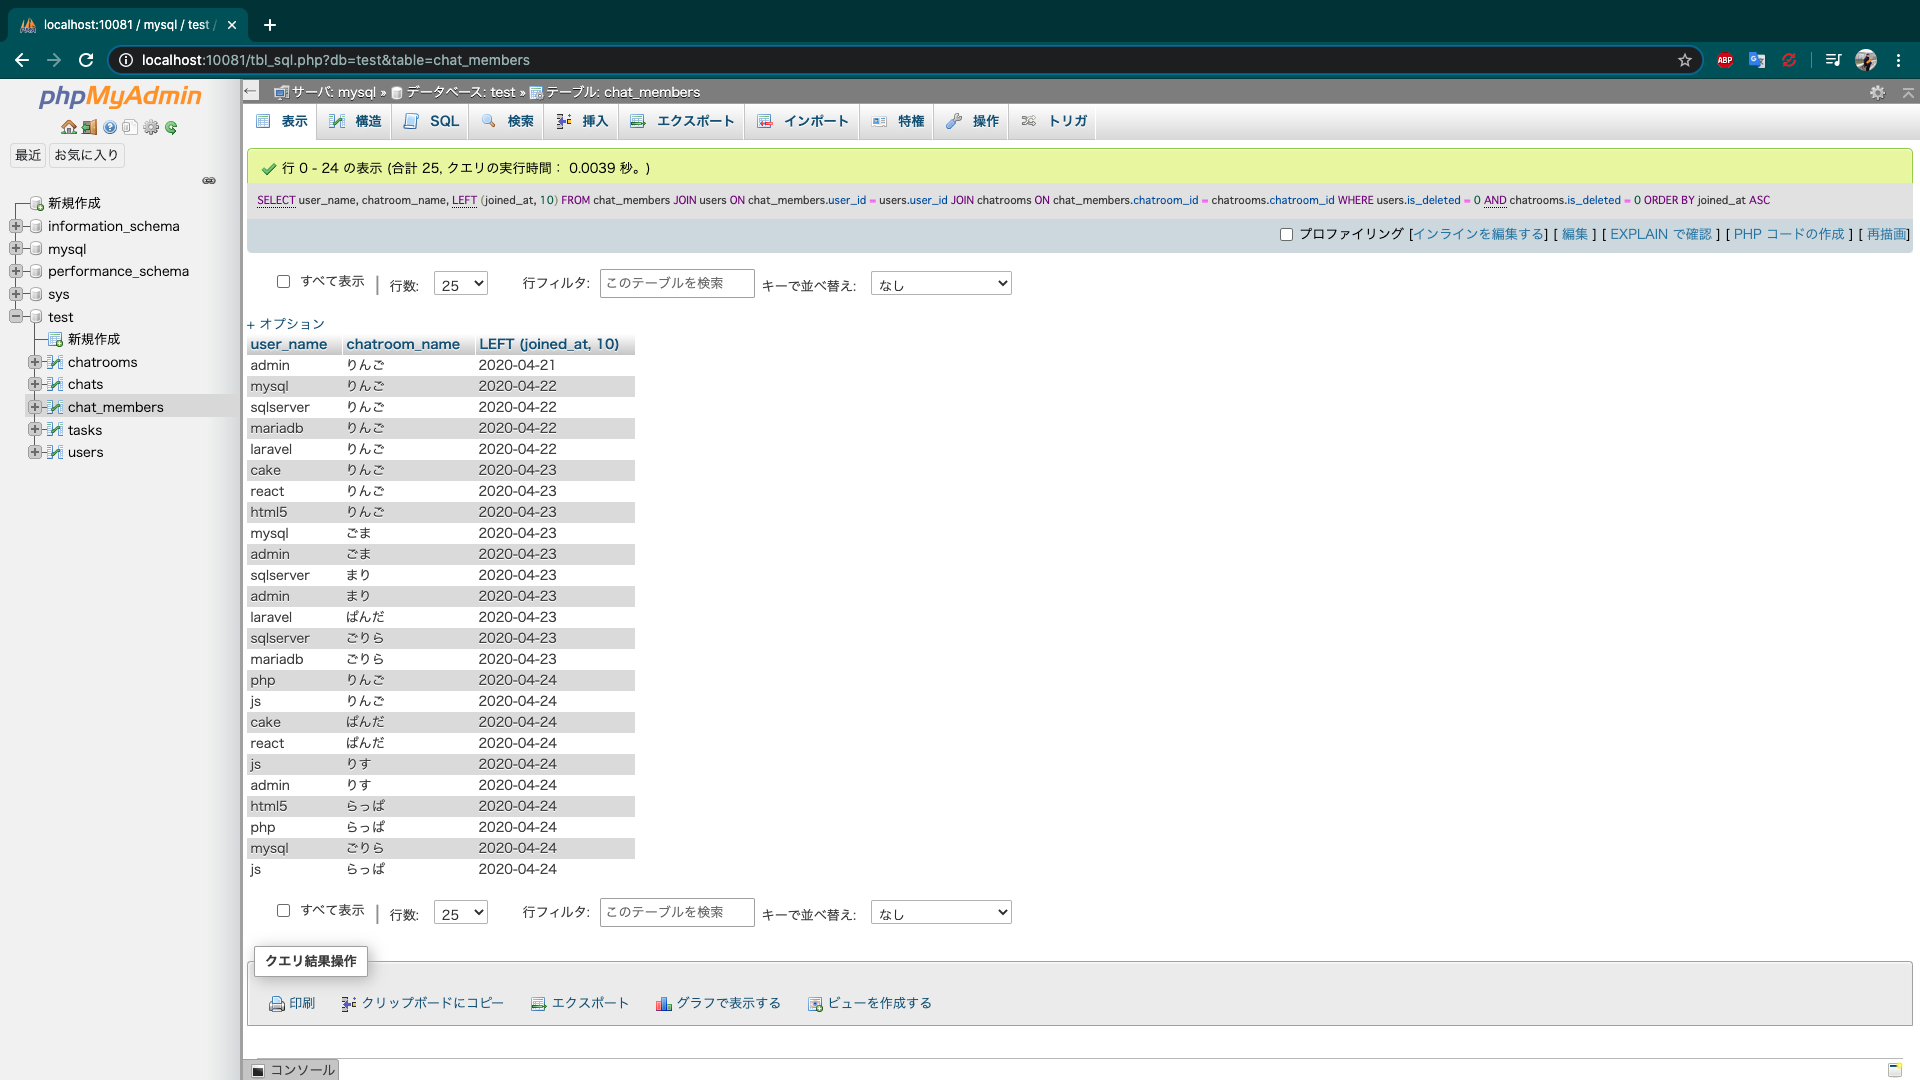 localhost:10081 / mysql / test /
localhost:10081/tbl_sql.php?db=test&table=chat_members
ABP
phpMyAdmin
最近 お気に入り
新規作成
information_schema
mysql
performance_schema
sys
test
新規作成
chatrooms
chats
chat_members
tasks
users
サーバ: mysql » データベース: test » テーブル: chat_members
表示 構造 SQL 検索 挿入 エクスポート インポート 特権 操作 トリガ
行 0 - 24 の表示 (合計 25, クエリの実行時間： 0.0039 秒。)
SELECT user_name, chatroom_name, LEFT (joined_at, 10) FROM chat_members JOIN users ON chat_members.user_id = users.user_id JOIN chatrooms ON chat_members.chatroom_id = chatrooms.chatroom_id WHERE users.is_deleted = 0 AND chatrooms.is_deleted = 0 ORDER BY joined_at ASC
プロファイリング [インラインを編集する] [ 編集 ] [ EXPLAIN で確認 ] [ PHP コードの作成 ] [ 再描画]
すべて表示 | 行数: 25 行フィルタ: このテーブルを検索 キーで並べ替え: なし
+ オプション
user_name chatroom_name LEFT (joined_at, 10)
admin りんご 2020-04-21
mysql りんご 2020-04-22
sqlserver りんご 2020-04-22
mariadb りんご 2020-04-22
laravel りんご 2020-04-22
cake りんご 2020-04-23
react りんご 2020-04-23
html5 りんご 2020-04-23
mysql ごま 2020-04-23
admin ごま 2020-04-23
sqlserver まり 2020-04-23
admin まり 2020-04-23
laravel ぱんだ 2020-04-23
sqlserver ごりら 2020-04-23
mariadb ごりら 2020-04-23
php りんご 2020-04-24
js りんご 2020-04-24
cake ぱんだ 2020-04-24
react ぱんだ 2020-04-24
js りす 2020-04-24
admin りす 2020-04-24
html5 らっぱ 2020-04-24
php らっぱ 2020-04-24
mysql ごりら 2020-04-24
js らっぱ 2020-04-24
すべて表示 | 行数: 25 行フィルタ: このテーブルを検索 キーで並べ替え: なし
クエリ結果操作
印刷 クリップボードにコピー エクスポート グラフで表示する ビューを作成する
コンソール